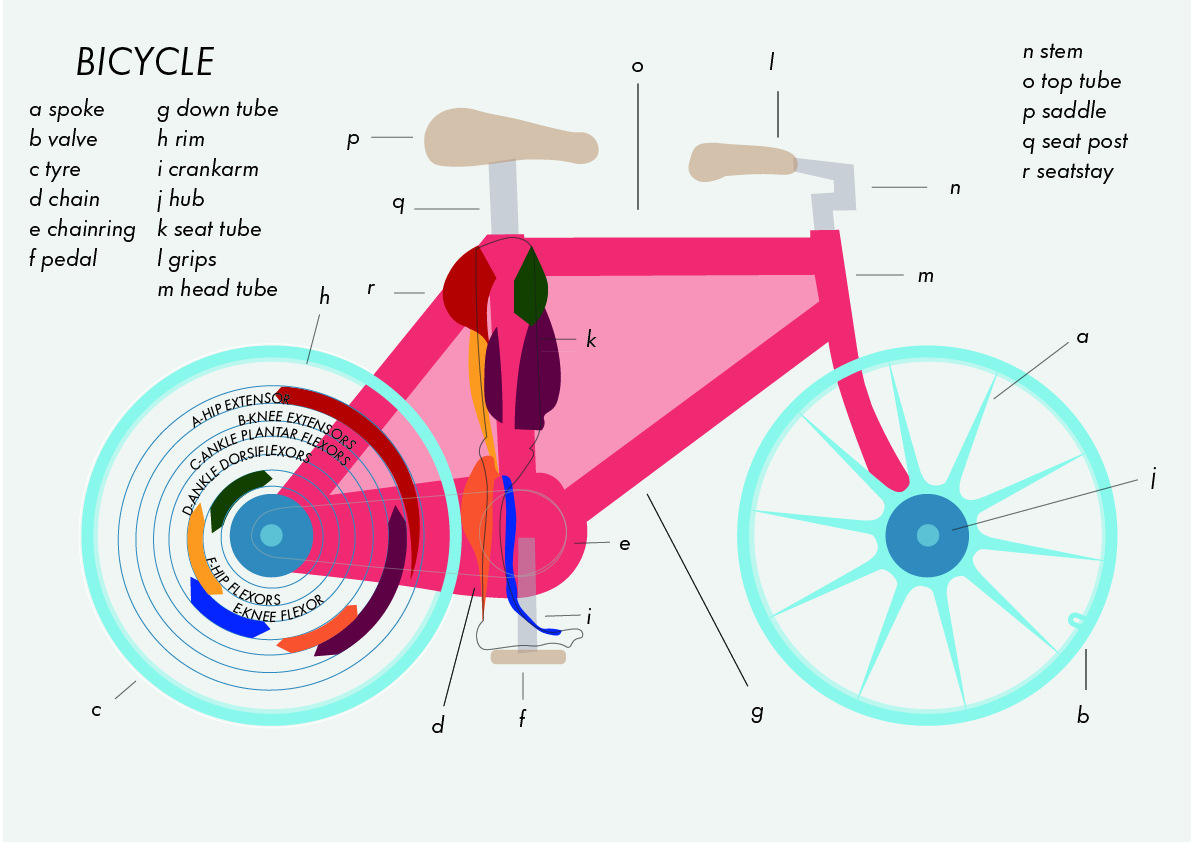 BICYCLE
a spoke
b valve
c tyre
d chain
e chainring
f pedal
g down tube
h rim
i crankarm
j hub
k seat tube
l grips
m head tube
n stem
o top tube
p saddle
q seat post
r seatstay
o
l
p
n
q
m
r
h
k
a
A-HIP EXTENSOR
B-KNEE EXTENSORS
C-ANKLE PLANTAR FLEXORS
D-ANKLE DORSIFLEXORS
F-HIP FLEXORS
E-KNEE FLEXOR
j
e
i
c
d
f
g
b